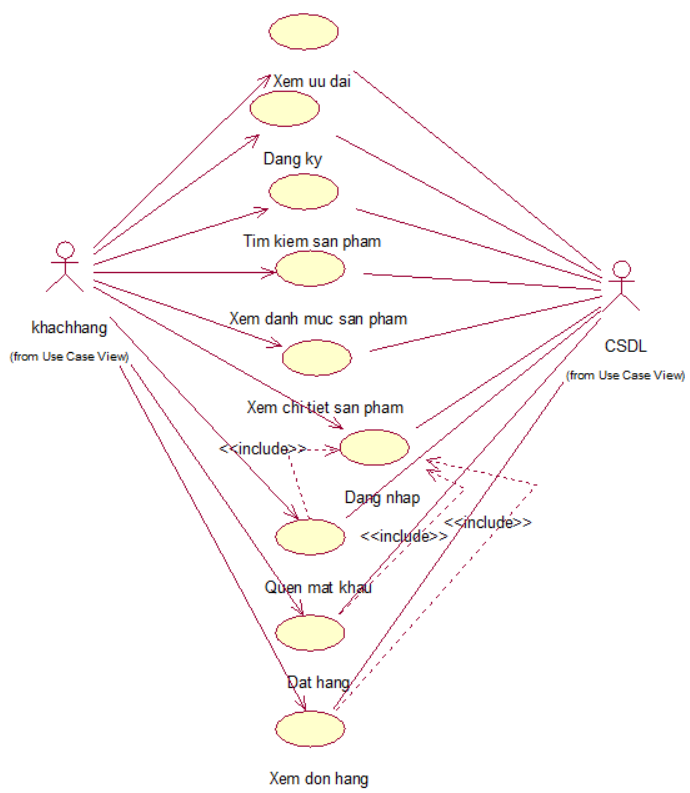 Xem uu dai
Dang ky
Tim kiem san pham
khachhang
(from Use Case View)
CSDL
(from Use Case View)
Xem danh muc san pham
Xem chi tiet san pham
<<include>>
Dang nhap
<<include>>
<<include>>
Quen mat khau
Dat hang
Xem don hang